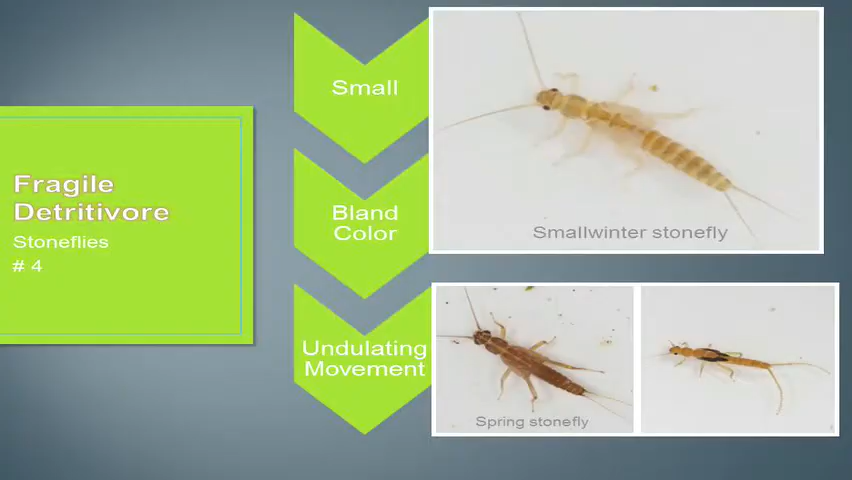 Fragile
Detritivore
Stoneflies
# 4
Small
Bland
Color
Undulating
Movement
Smallwinter stonefly
Spring stonefly